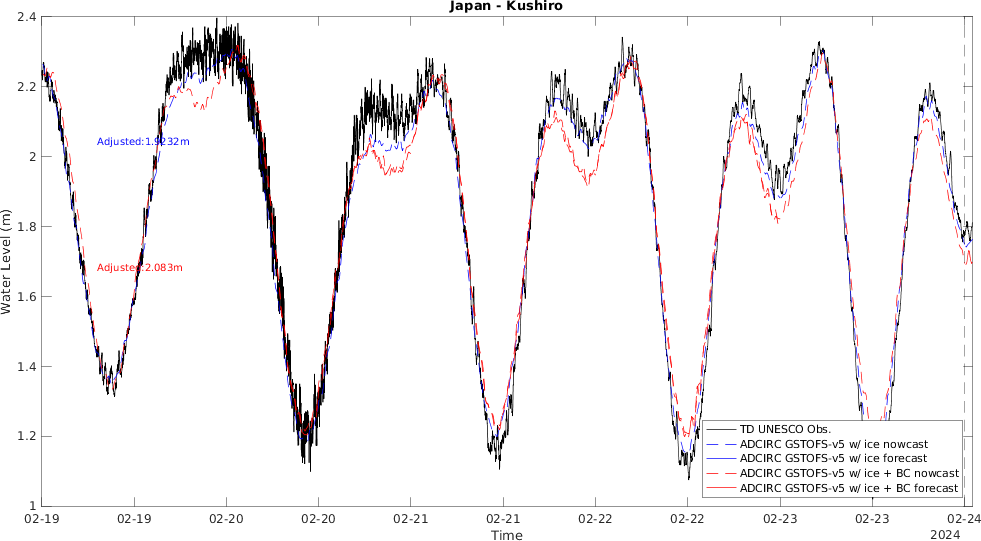 Japan - Kushiro
2.4
2.2
2
1.8
1.6
1.4
1.2
1
Water Level (m)
Adjusted:1.9232m
Adjusted:2.083m
TD UNESCO Obs.
ADCIRC GSTOFS-v5 w/ ice nowcast
ADCIRC GSTOFS-v5 w/ ice forecast
ADCIRC GSTOFS-v5 w/ ice + BC nowcast
ADCIRC GSTOFS-v5 w/ ice + BC forecast
02-19 02-19 02-20 02-20 02-21 02-21 02-22 02-22 02-23 02-23 02-24
Time
2024